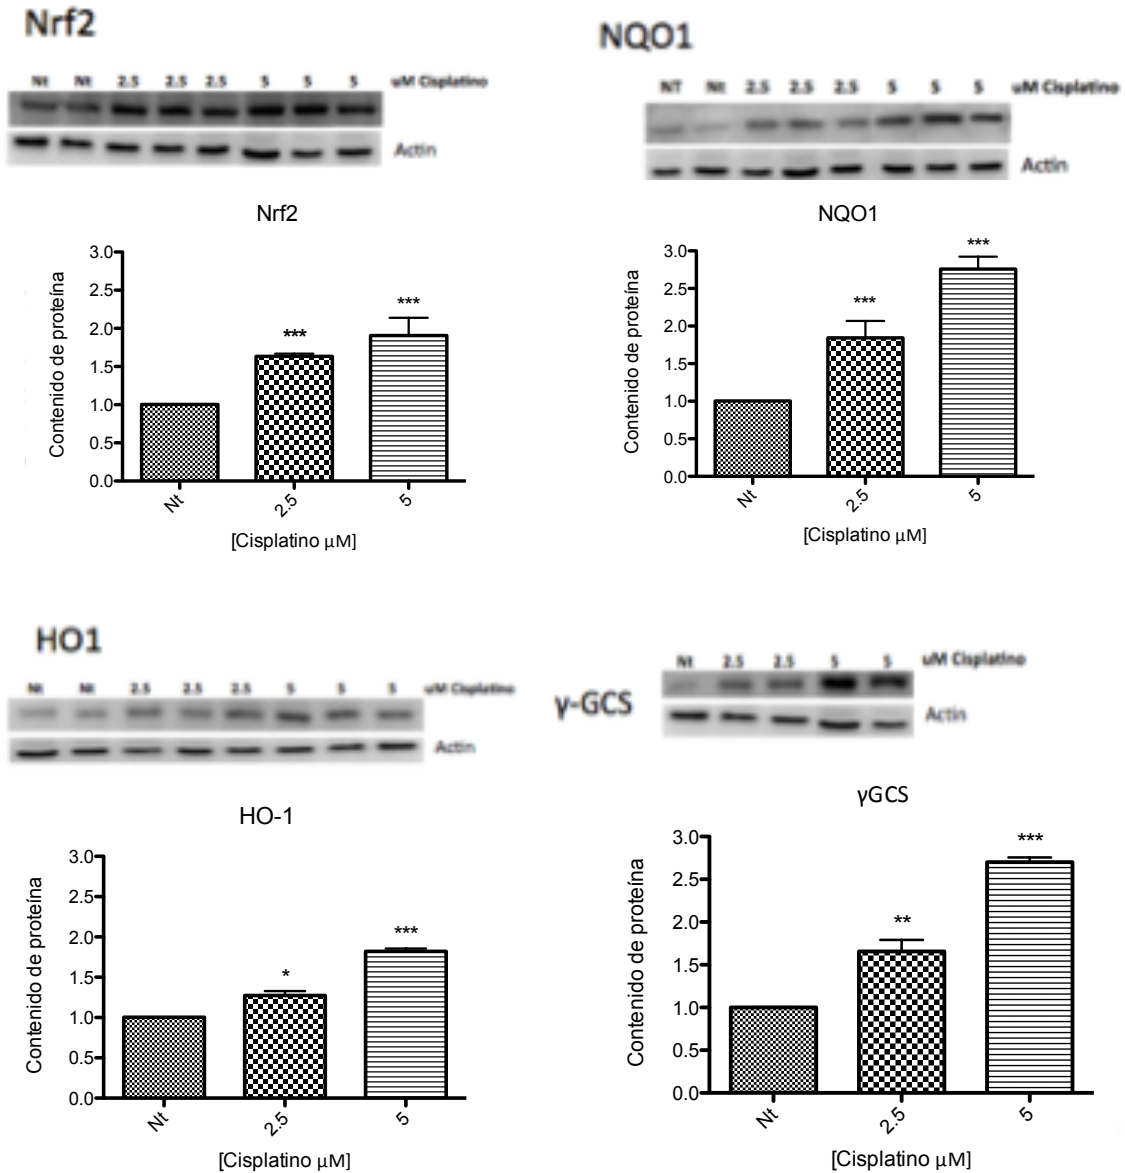 Nrf2
Nt Nt 2.5 2.5 2.5 5 5 5 uM Cisplatino
Actin
Nrf2
***
***
3.0
2.5
2.0
1.5
1.0
0.5
0.0
Contenido de proteína
Nt 2.5 5
[Cisplatino μM]
NQO1
NT Nt 2.5 2.5 2.5 5 5 5 uM Cisplatino
Actin
NQO1
***
***
3.0
2.5
2.0
1.5
1.0
0.5
0.0
Contenido de proteína
Nt 2.5 5
[Cisplatino μM]
HO1
Nt Nt 2.5 2.5 2.5 5 5 5 uM Cisplatino
Actin
HO-1
***
*
3.0
2.5
2.0
1.5
1.0
0.5
0.0
Contenido de proteína
Nt 2.5 5
[Cisplatino μM]
γ-GCS
Nt 2.5 2.5 5 5 uM Cisplatino
Actin
γGCS
***
**
3.0
2.5
2.0
1.5
1.0
0.5
0.0
Contenido de proteína
Nt 2.5 5
[Cisplatino μM]